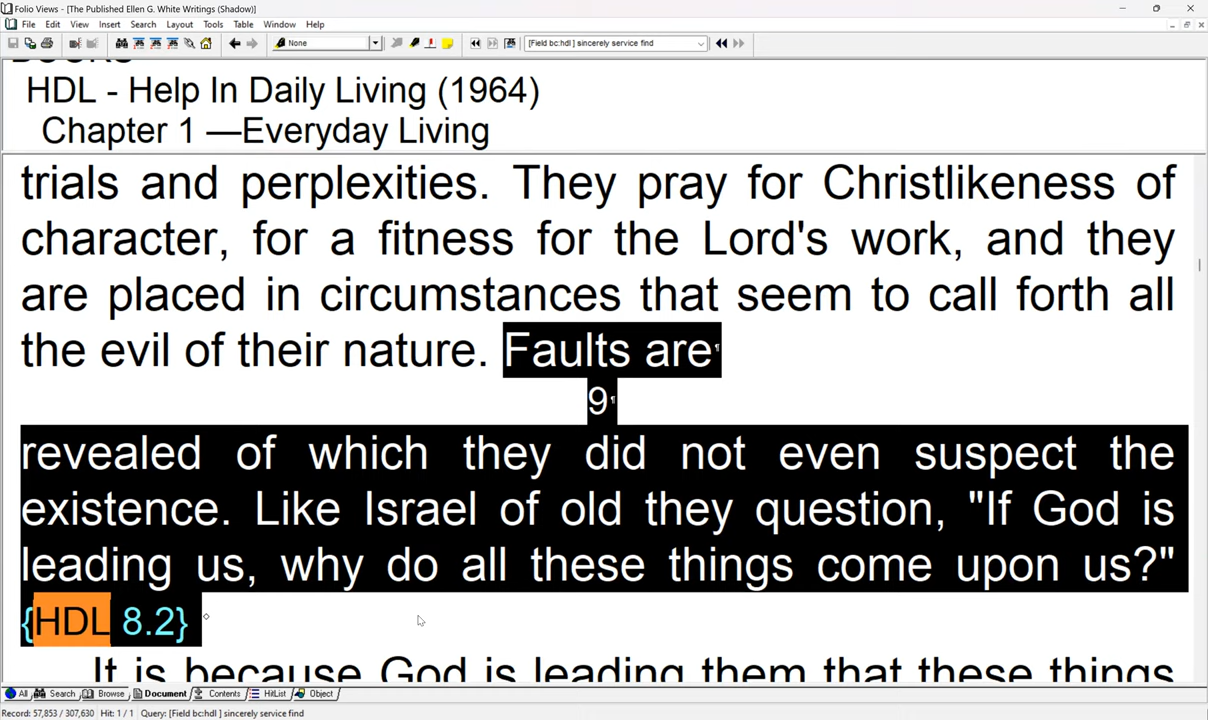 Folio Views - [The Published Ellen G. White Writings (Shadow)]
File Edit View Insert Search Layout Tools Table Window Help
None [Field bc:hdl ] sincerely service find
BOOKS
HDL - Help In Daily Living (1964)
Chapter 1 —Everyday Living
trials and perplexities. They pray for Christlikeness of
character, for a fitness for the Lord's work, and they
are placed in circumstances that seem to call forth all
the evil of their nature. Faults are
9
revealed of which they did not even suspect the
existence. Like Israel of old they question, "If God is
leading us, why do all these things come upon us?"
{HDL 8.2}
It is because God is leading them that these things
All Search Browse Document Contents HitList Object
Record: 57,853 / 307,630 Hit: 1 / 1 Query: [Field bc:hdl ] sincerely service find